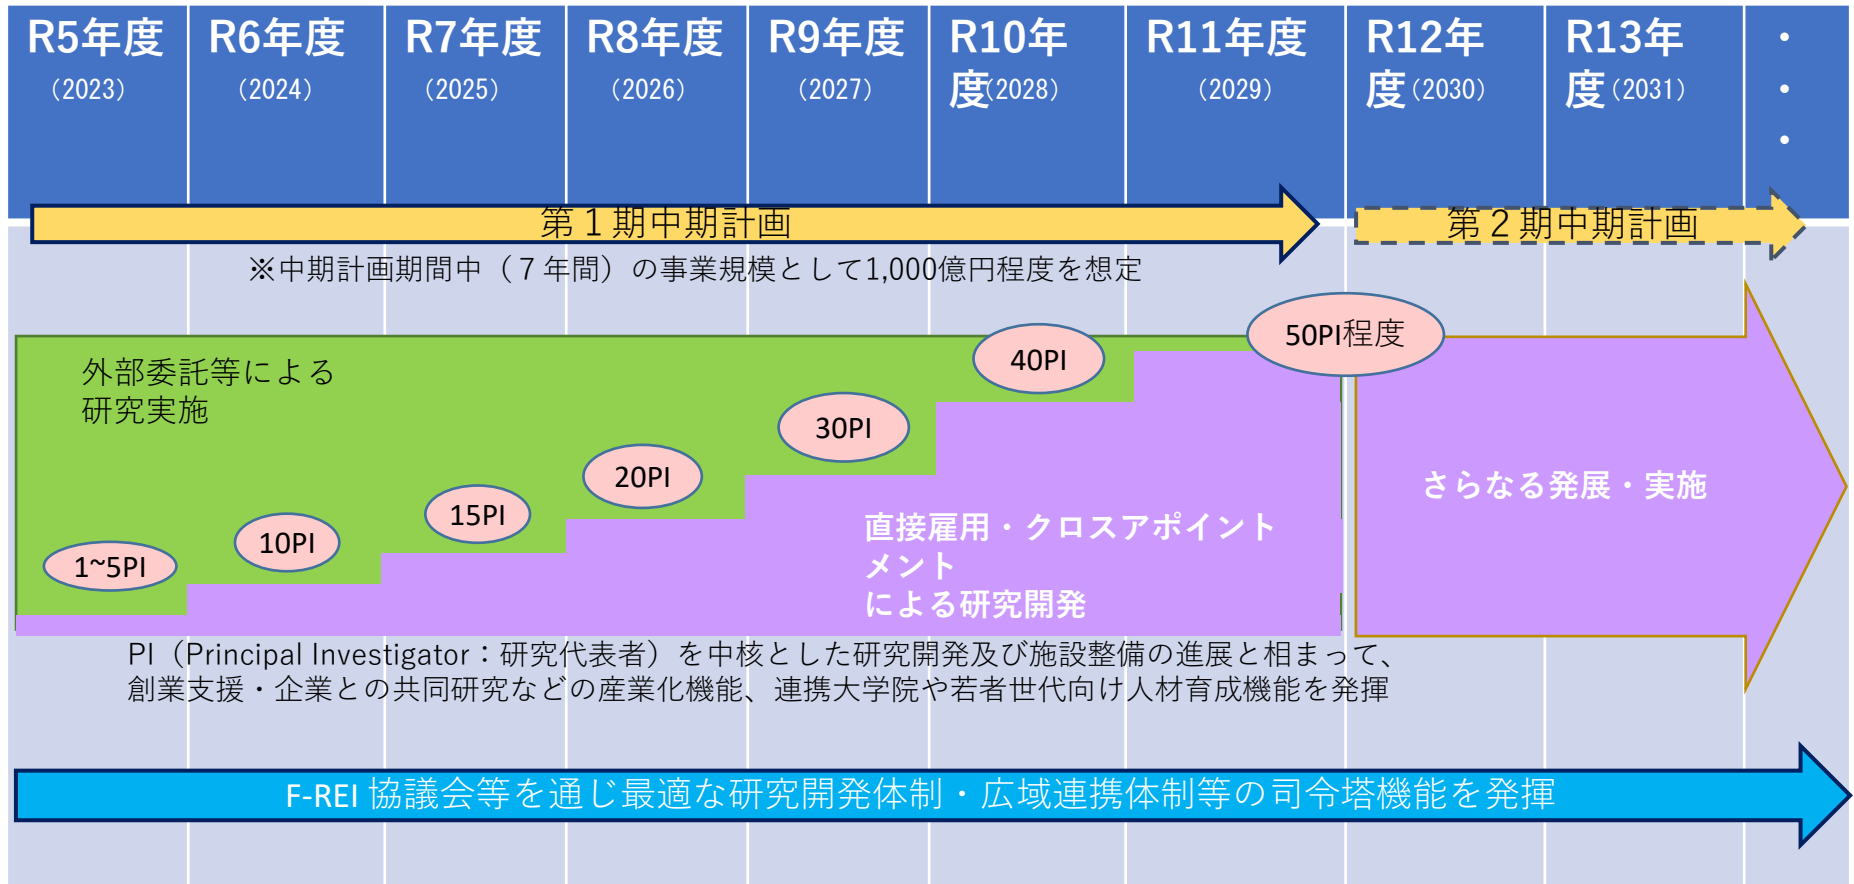 R5年度
（2023）
R6年度
（2024）
R7年度
（2025）
R8年度
（2026）
R9年度
（2027）
R10年
度（2028）
R11年度
（2029）
R12年
度（2030）
R13年
度（2031）
・
・
・
第１期中期計画
第２期中期計画
※中期計画期間中（７年間）の事業規模として1,000億円程度を想定
外部委託等による
研究実施
1~5PI
10PI
15PI
20PI
30PI
40PI
50PI程度
直接雇用・クロスアポイント
メント
による研究開発
さらなる発展・実施
PI（Principal Investigator：研究代表者）を中核とした研究開発及び施設整備の進展と相まって、
創業支援・企業との共同研究などの産業化機能、連携大学院や若者世代向け人材育成機能を発揮
F-REI 協議会等を通じ最適な研究開発体制・広域連携体制等の司令塔機能を発揮